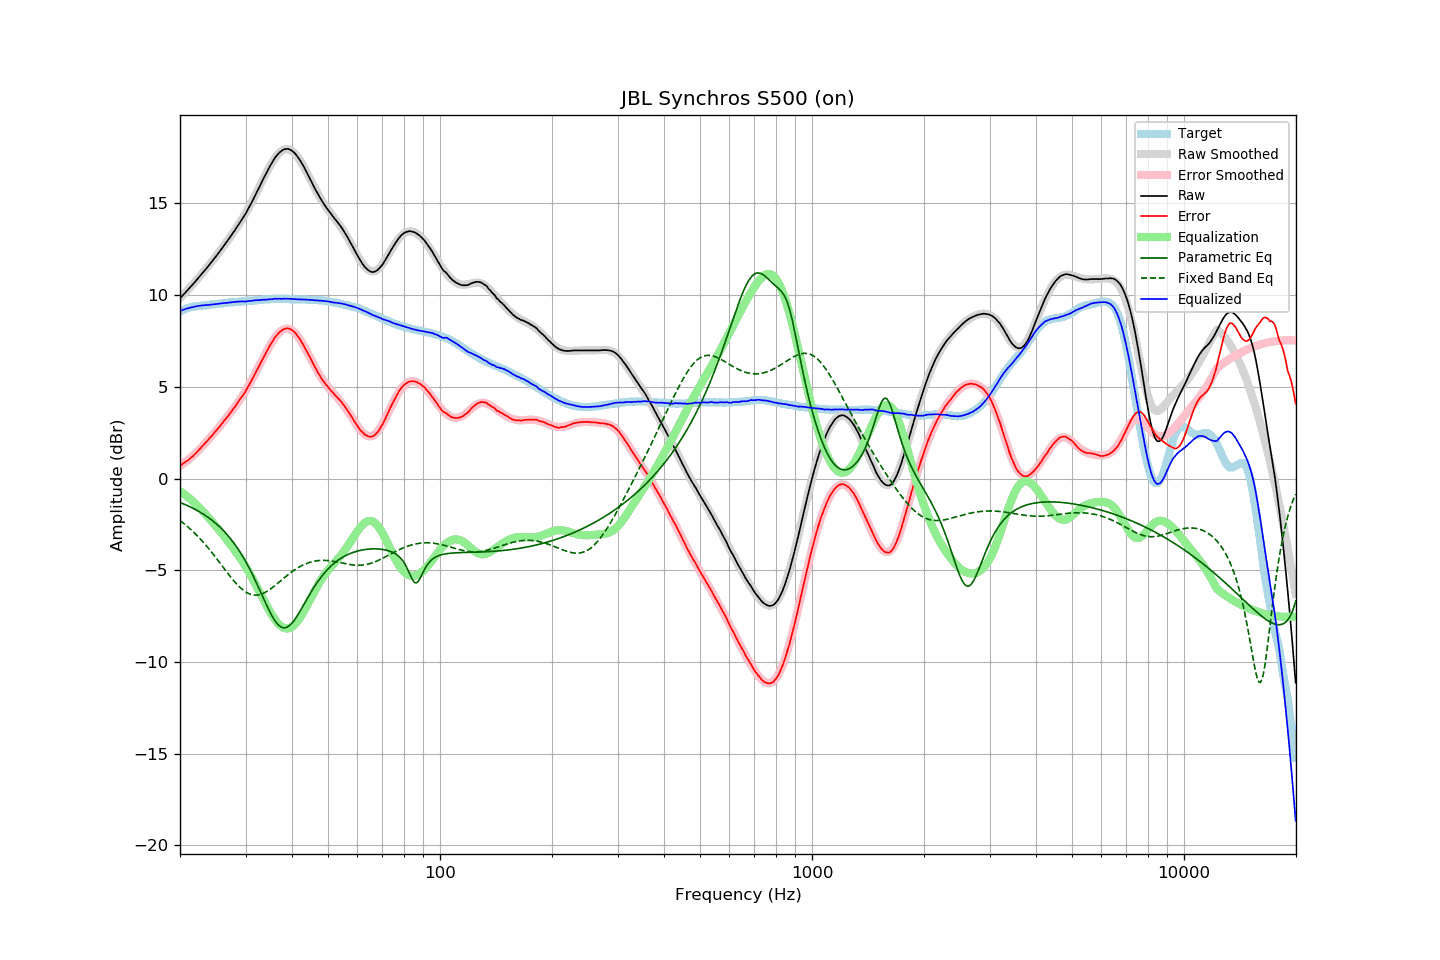 JBL Synchros S500 (on)
Target
Raw Smoothed
Error Smoothed
Raw
Error
Equalization
Parametric Eq
Fixed Band Eq
Equalized
Amplitude (dBr)
15
10
5
0
−5
−10
−15
−20
100
1000
10000
Frequency (Hz)